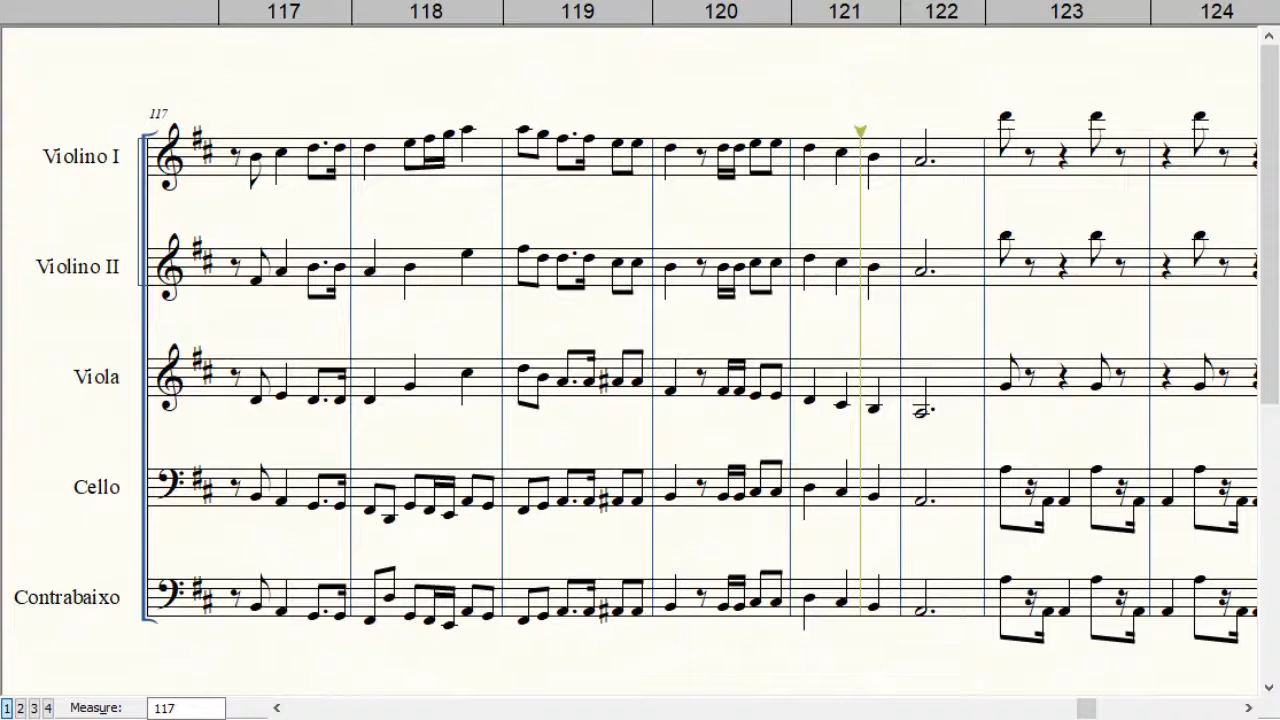 117 118 119 120 121 122 123 124
117
Violino I
Violino II
Viola
Cello
Contrabaixo
1 2 3 4 Measure: 117